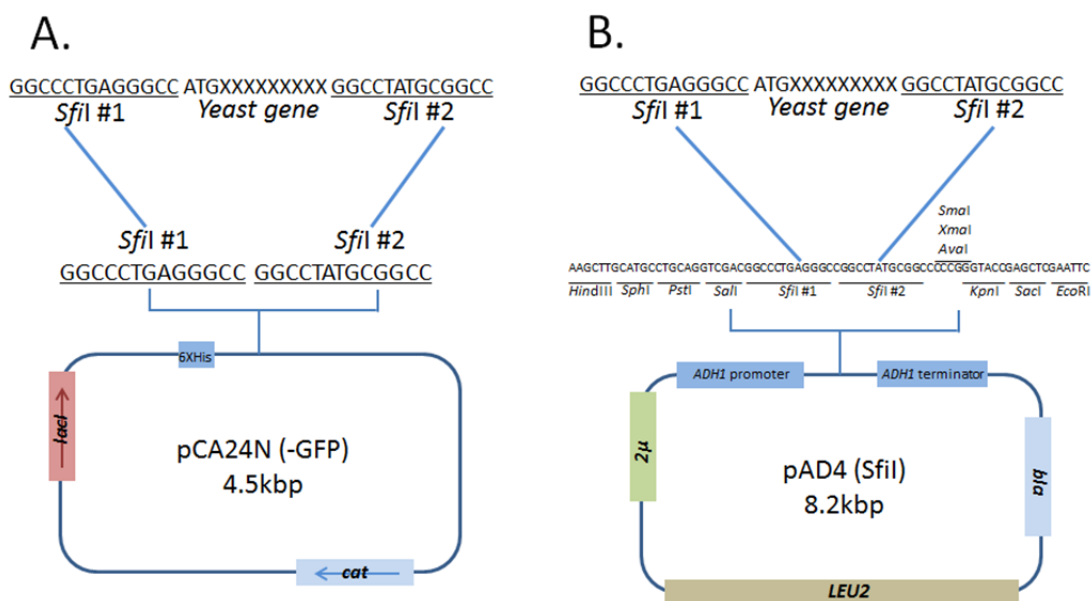 A.
GGCCCTGAGGGCC ATGXXXXXXXXX GGCCTATGCGGCC
SfiI #1 Yeast gene SfiI #2
SfiI #1 SfiI #2
GGCCCTGAGGGCC GGCCTATGCGGCC
6XHis
lacI
pCA24N (-GFP)
4.5kbp
cat
B.
GGCCCTGAGGGCC ATGXXXXXXXXX GGCCTATGCGGCC
SfiI #1 Yeast gene SfiI #2
SmaI
XmaI
AvaI
AAGCTTGCATGCCTGCAGGTCGACGGCCCTGAGGGCCGGCCTATGCGGCCCCCGGGTACCGAGCTCGAATTC
HindIII SphI PstI SalI SfiI #1 SfiI #2 KpnI SacI EcoRI
ADH1 promoter ADH1 terminator
2μ
bla
pAD4 (SfiI)
8.2kbp
LEU2